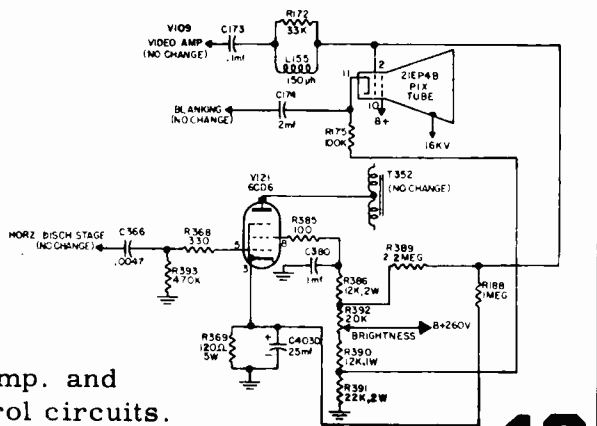 R172
33K
V109
VIDEO AMP
(NO CHANGE)
C173
.1mf
L155
150µh
2
11
10
21EP4B
PIX
TUBE
B+
16KV
BLANKING
(NO CHANGE)
C174
.2mf
R175
100K
V121
6CD6
T352
(NO CHANGE)
HORZ DISCH STAGE
(NO CHANGE)
C366
.0047
R368
330
5
8
3
R385
100
R393
470K
C380
.1mf
R389
2.2MEG
R386
12K, 2W
R188
1MEG
R392
20K
BRIGHTNESS
B+260V
R369
120Ω
5W
+
-
C403D
25mf
R390
12K, 1W
R391
22K, 2W
mp. and
rol circuits.